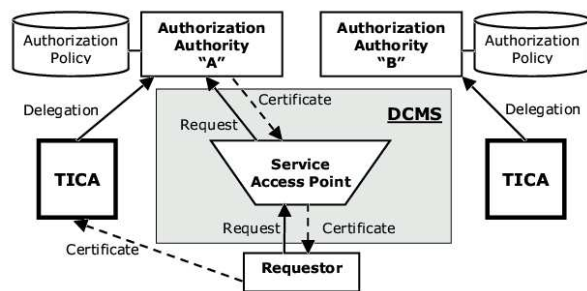 Authorization
Policy
Authorization
Authority
“A”
Authorization
Authority
“B”
Authorization
Policy
Delegation
Certificate
Request
DCMS
Delegation
TICA
Service
Access Point
TICA
Certificate
Request
Certificate
Requestor